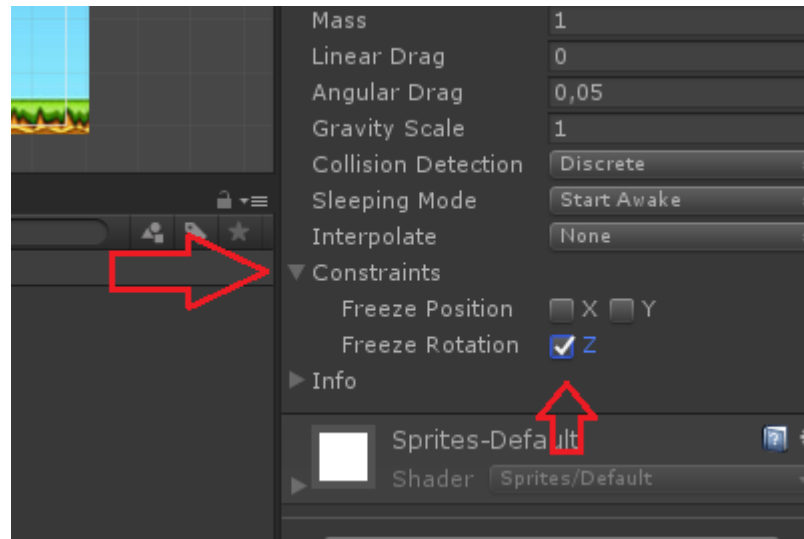 Mass 1
Linear Drag 0
Angular Drag 0,05
Gravity Scale 1
Collision Detection Discrete
Sleeping Mode Start Awake
Interpolate None
Constraints
Freeze Position X Y
Freeze Rotation Z
Info
Sprites-Default
Shader Sprites/Default